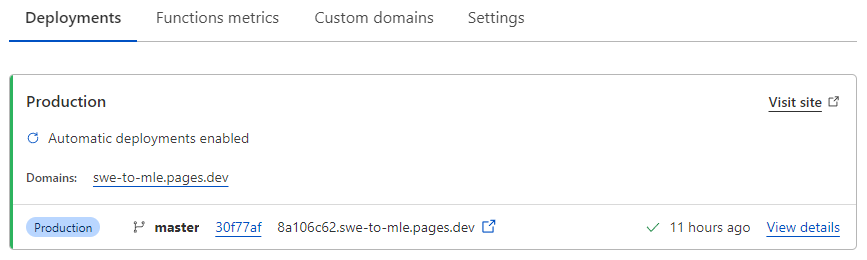 Deployments Functions metrics Custom domains Settings
Production Visit site
Automatic deployments enabled
Domains: swe-to-mle.pages.dev
Production master 30f77af 8a106c62.swe-to-mle.pages.dev 11 hours ago View details